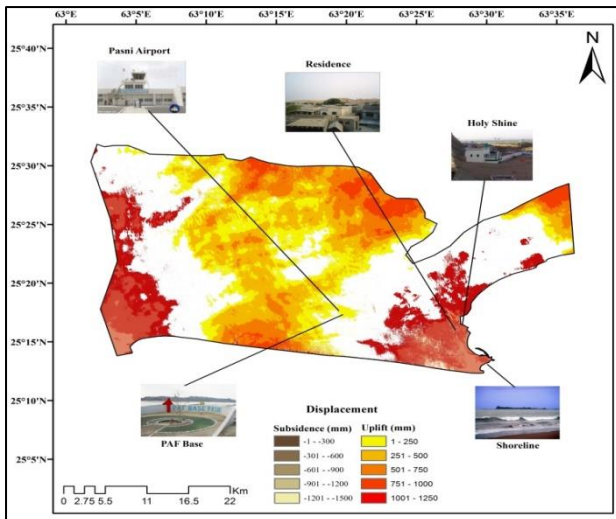 63°E 63°5'E 63°10'E 63°15'E 63°20'E 63°25'E 63°30'E 63°35'E
N
25°40'N
25°35'N
25°30'N
25°25'N
25°20'N
25°15'N
25°10'N
25°5'N
Pasni Airport
Residence
Holy Shine
PAF Base
Shoreline
Displacement
Subsidence (mm) Uplift (mm)
-1 - -300 1 - 250
-301 - -600 251 - 500
-601 - -900 501 - 750
-901 - -1200 751 - 1000
-1201 - -1500 1001 - 1250
Km
0 2.75 5.5 11 16.5 22